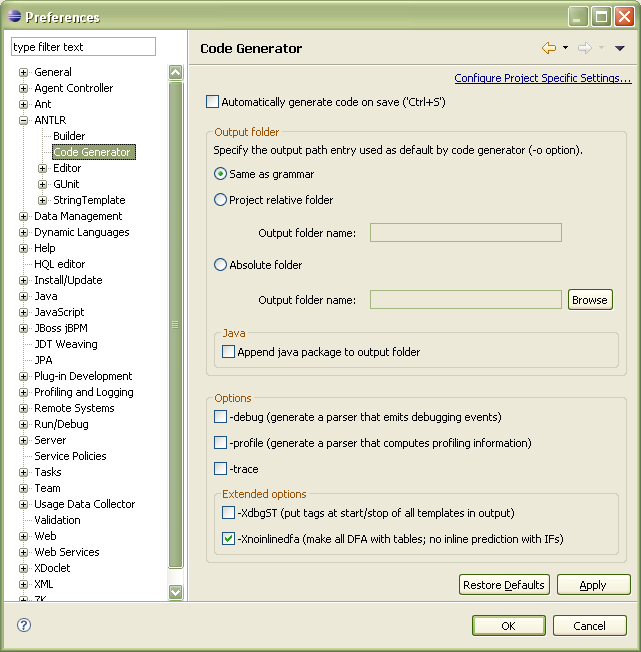 Preferences
type filter text
General
Agent Controller
Ant
ANTLR
Builder
Code Generator
Editor
GUnit
StringTemplate
Data Management
Dynamic Languages
Help
HQL editor
Install/Update
Java
JavaScript
JBoss jBPM
JDT Weaving
JPA
Plug-in Development
Profiling and Logging
Remote Systems
Run/Debug
Server
Service Policies
Tasks
Team
Usage Data Collector
Validation
Web
Web Services
XDoclet
XML
ZK
Code Generator
Configure Project Specific Settings...
Automatically generate code on save ('Ctrl+S')
Output folder
Specify the output path entry used as default by code generator (-o option).
Same as grammar
Project relative folder
Output folder name:
Absolute folder
Output folder name:
Browse
Java
Append java package to output folder
Options
-debug (generate a parser that emits debugging events)
-profile (generate a parser that computes profiling information)
-trace
Extended options
-XdbgST (put tags at start/stop of all templates in output)
-Xnoinlinedfa (make all DFA with tables; no inline prediction with IFs)
Restore Defaults
Apply
?
OK
Cancel